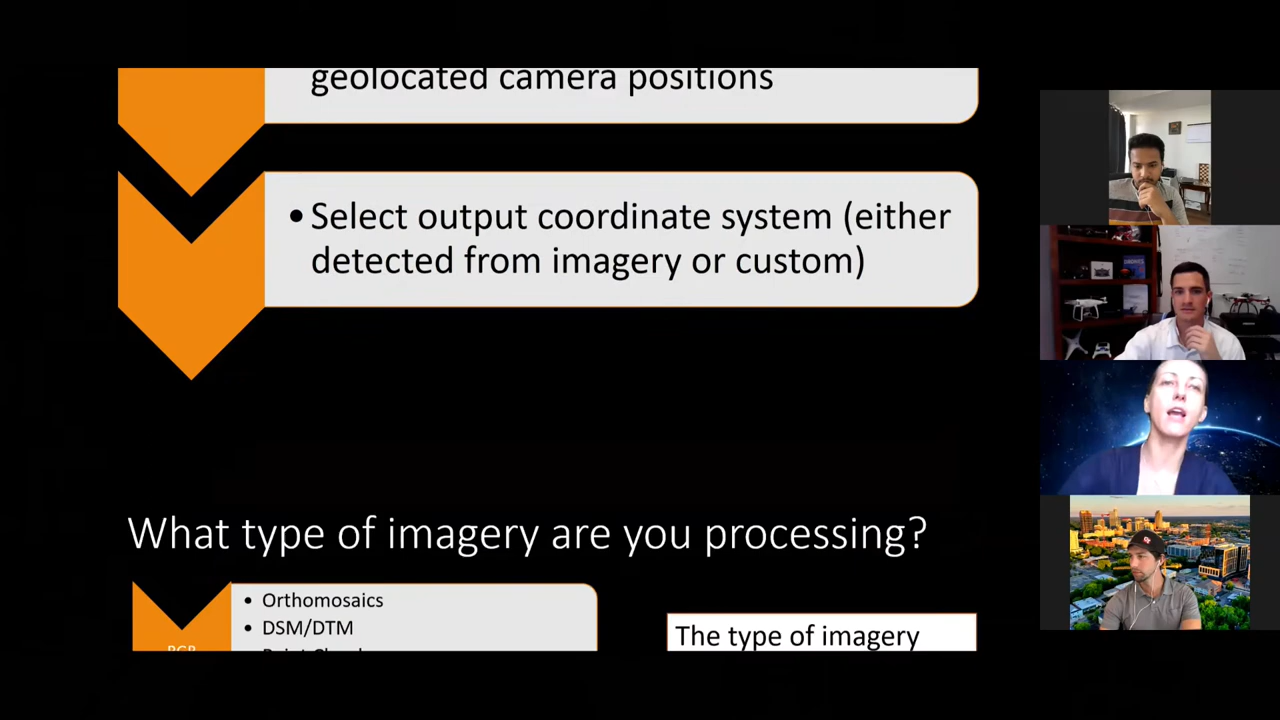 geolocated camera positions
• Select output coordinate system (either
detected from imagery or custom)
What type of imagery are you processing?
• Orthomosaics
• DSM/DTM
RGB
The type of imagery